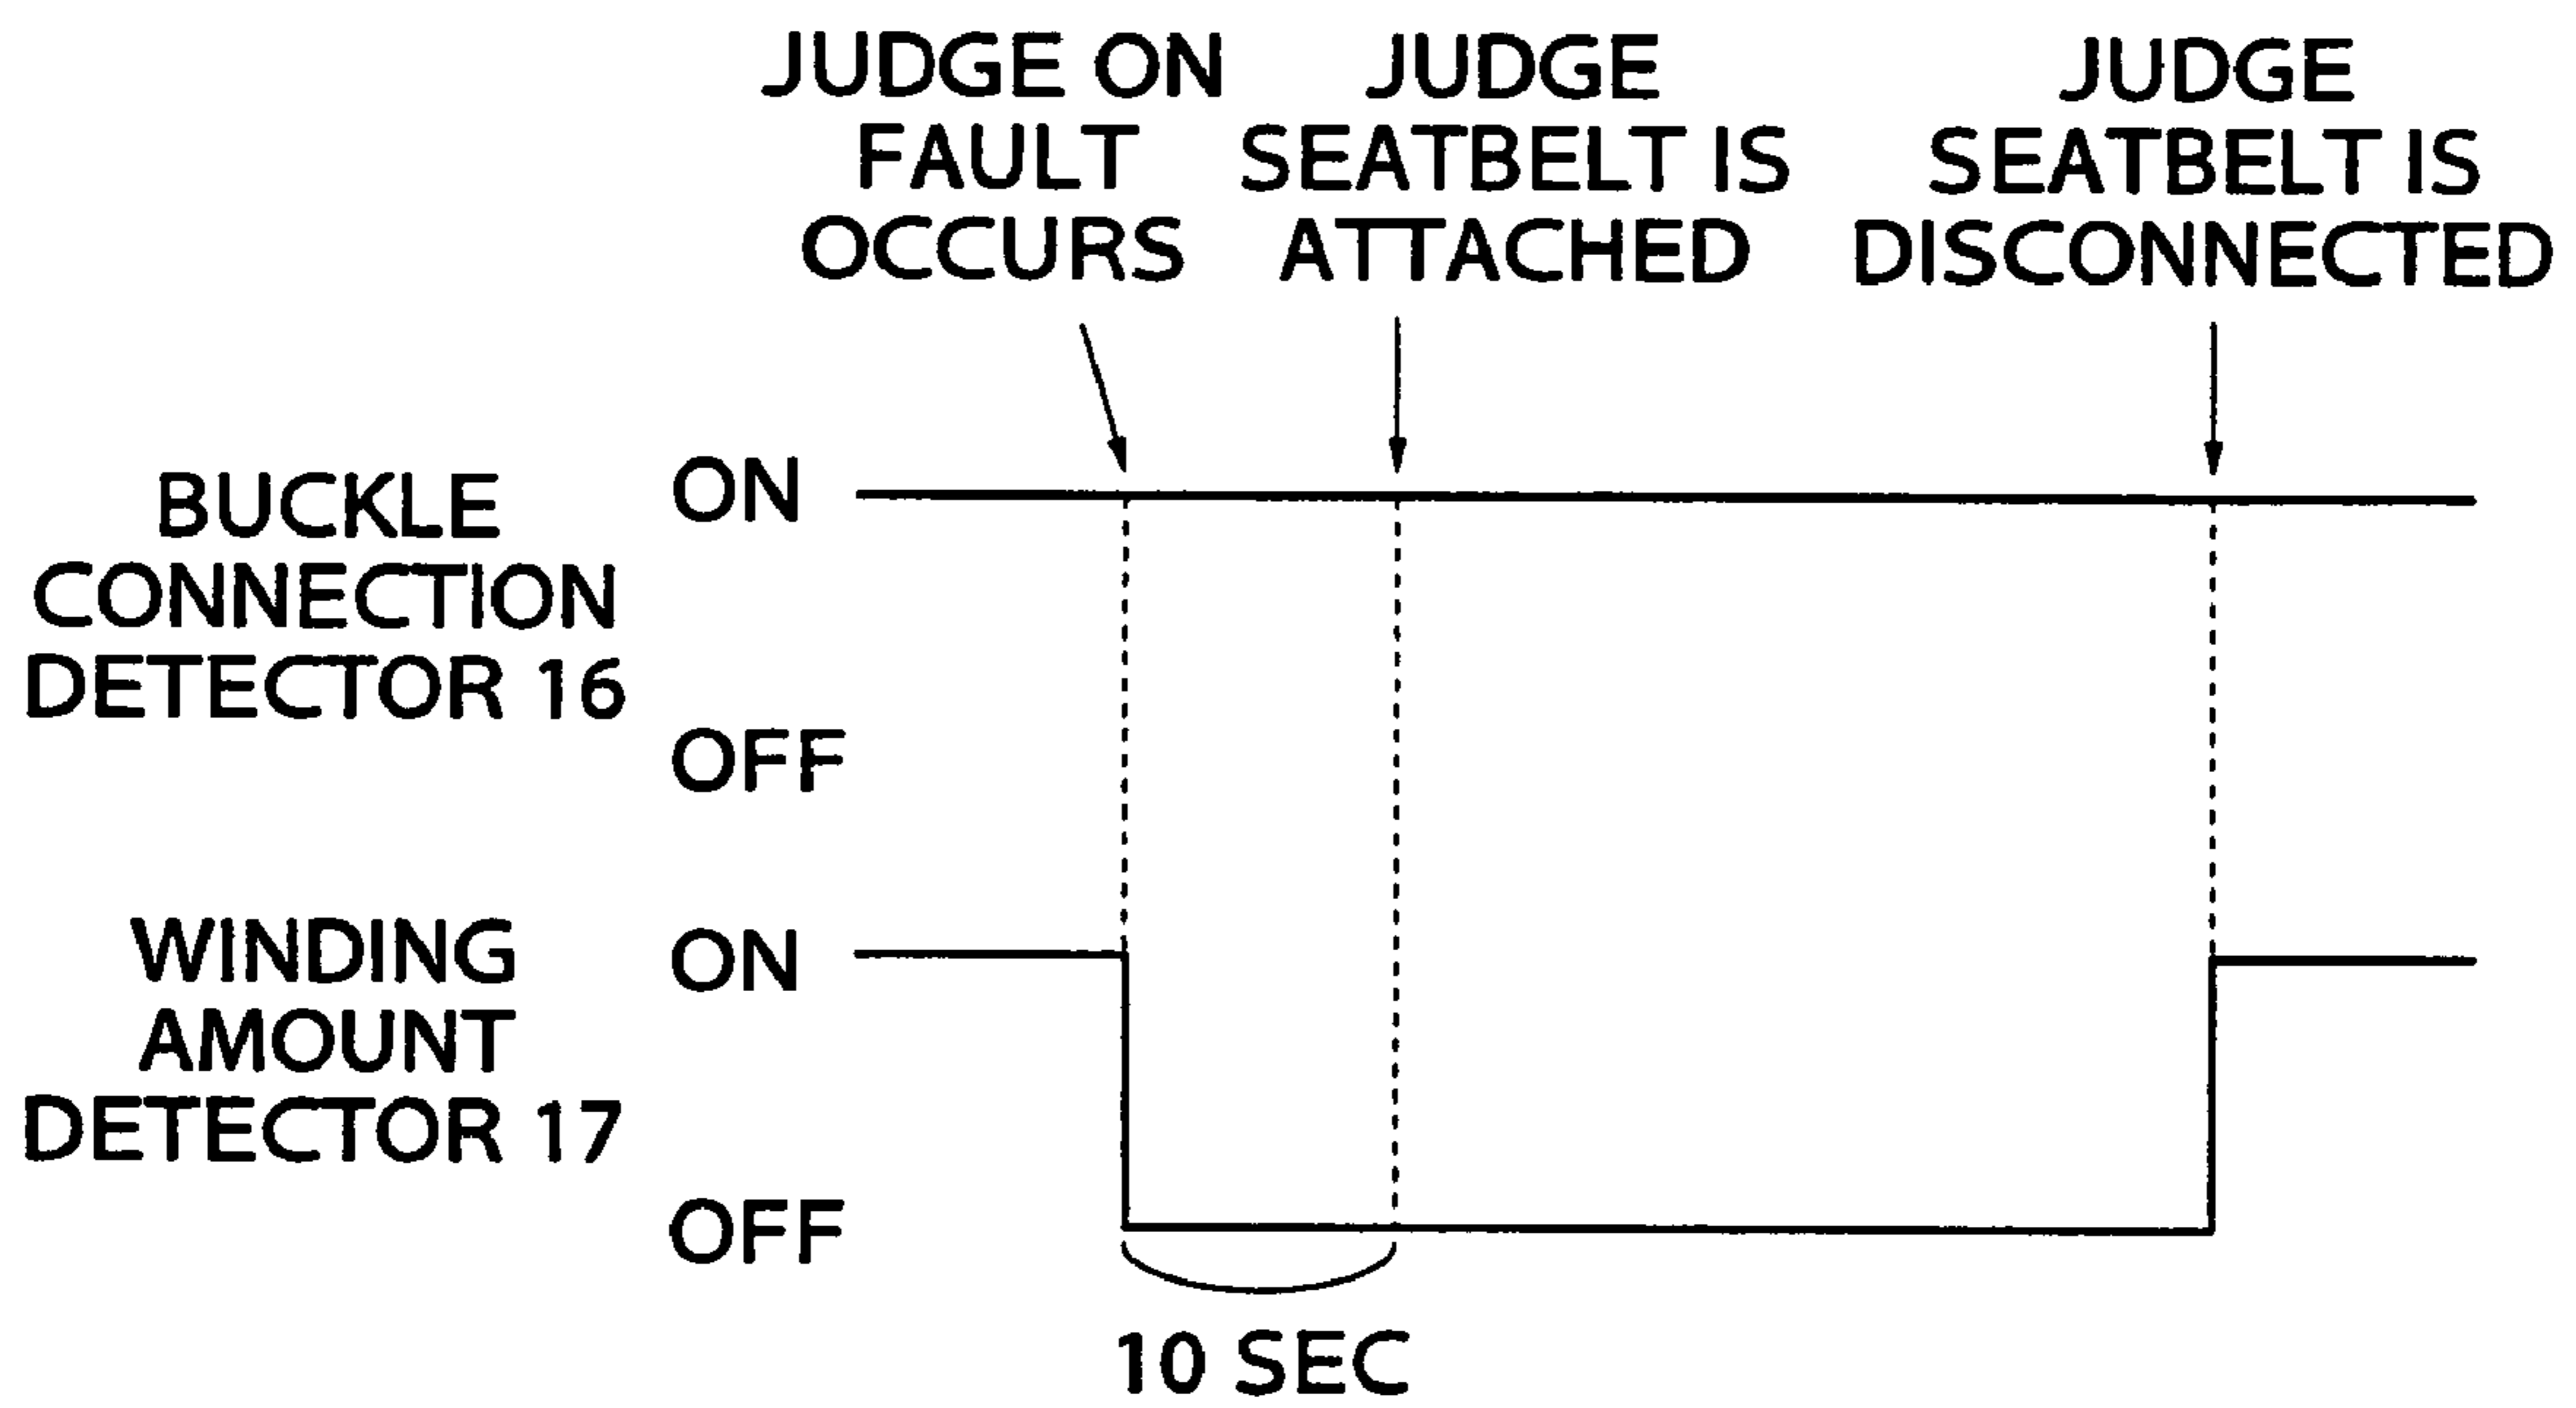 JUDGE ON
FAULT
OCCURS
JUDGE
SEATBELT IS
ATTACHED
JUDGE
SEATBELT IS
DISCONNECTED
BUCKLE
CONNECTION
DETECTOR 16
ON
OFF
WINDING
AMOUNT
DETECTOR 17
ON
OFF
10 SEC